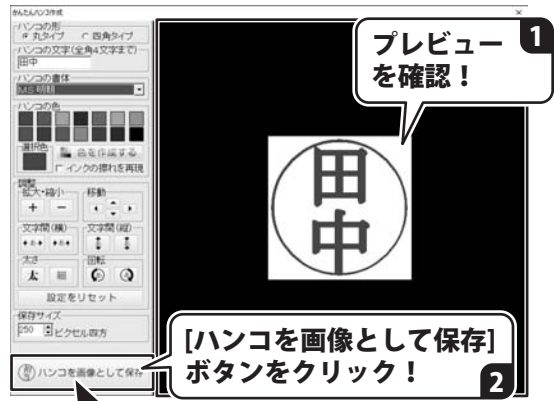 かんたんハンコ作成
×
ハンコの形
丸タイプ 四角タイプ
ハンコの文字(全角4文字まで)
田中
ハンコの書体
MS 明朝
ハンコの色
選択色
色を作成する
インクの擦れを再現
調整
拡大・縮小 移動
+ −
文字間(横) 文字間(縦)
太さ 回転
太 細
設定をリセット
保存サイズ
250 ピクセル四方
ハンコを画像として保存
プレビュー
を確認！
1
田
中
[ハンコを画像として保存]
ボタンをクリック！
2